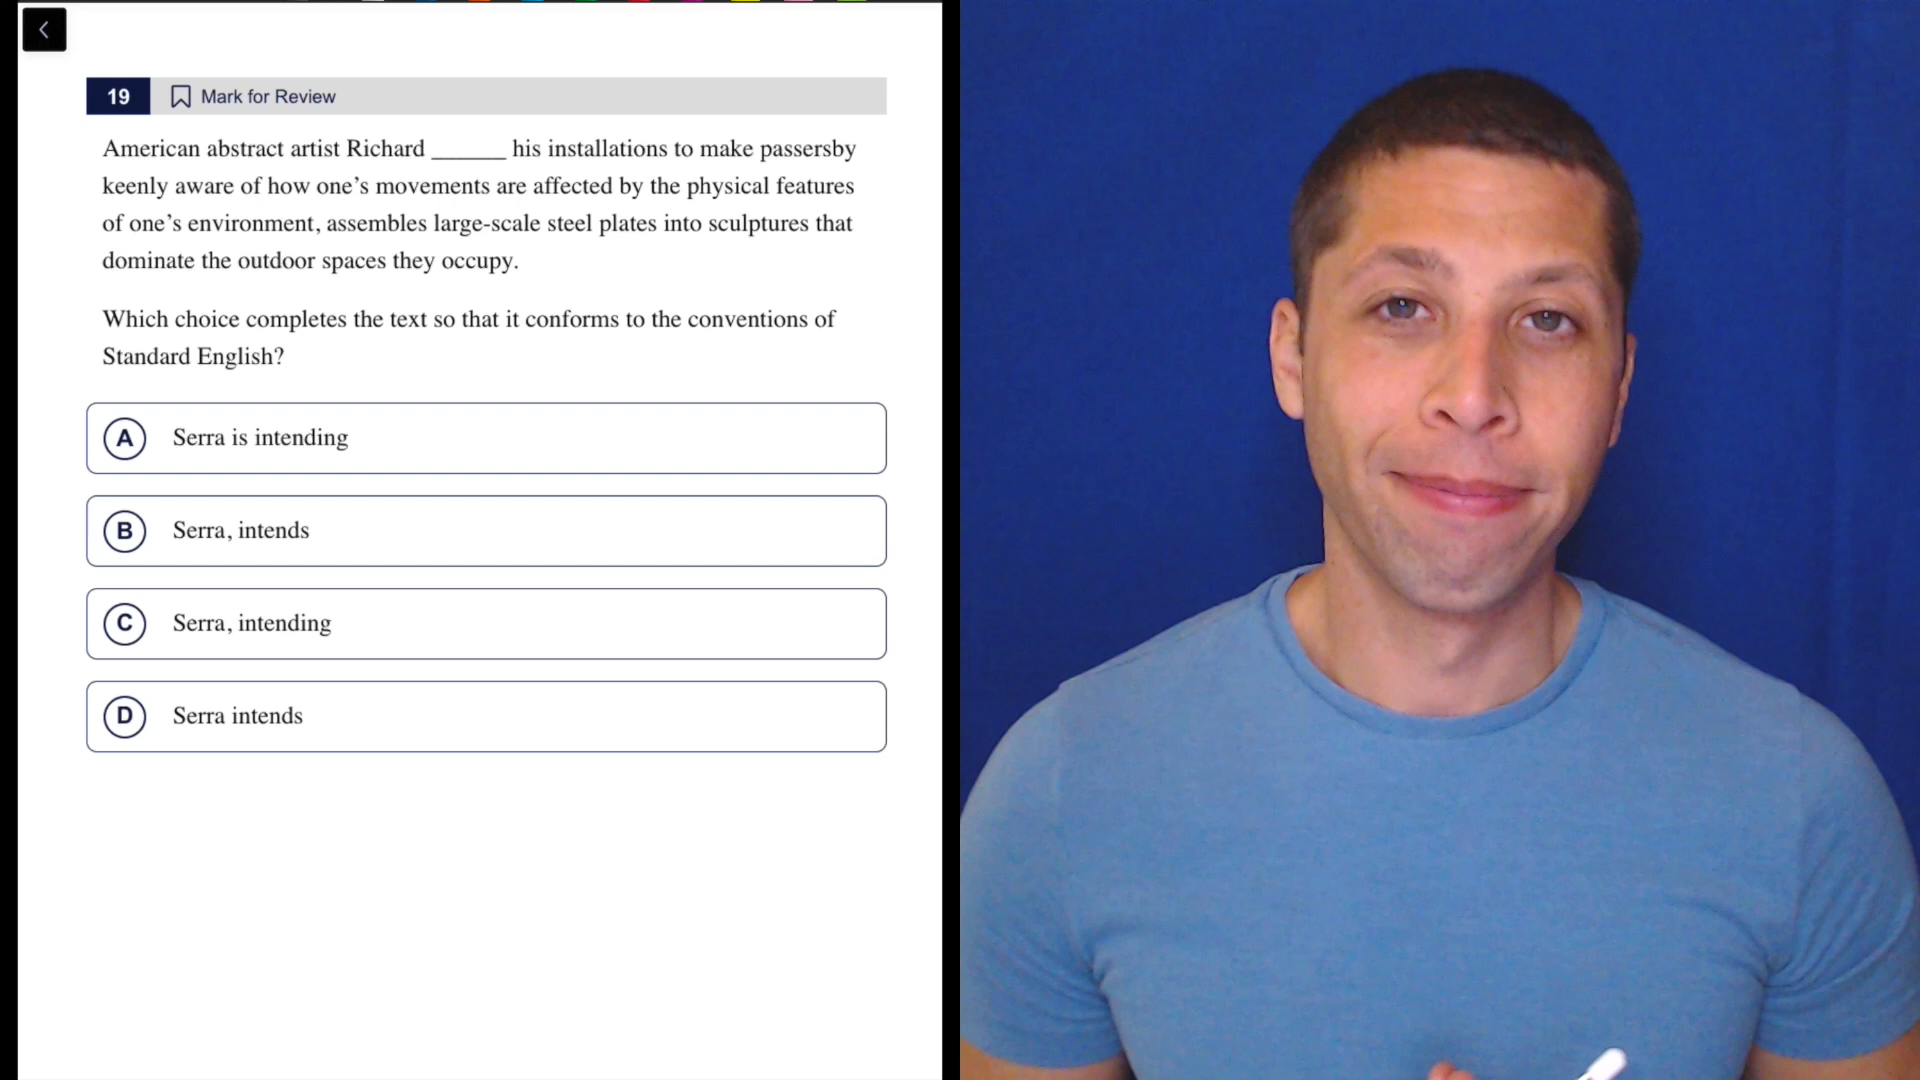 19 Mark for Review
American abstract artist Richard ______ his installations to make passersby
keenly aware of how one’s movements are affected by the physical features
of one’s environment, assembles large-scale steel plates into sculptures that
dominate the outdoor spaces they occupy.
Which choice completes the text so that it conforms to the conventions of
Standard English?
A Serra is intending
B Serra, intends
C Serra, intending
D Serra intends